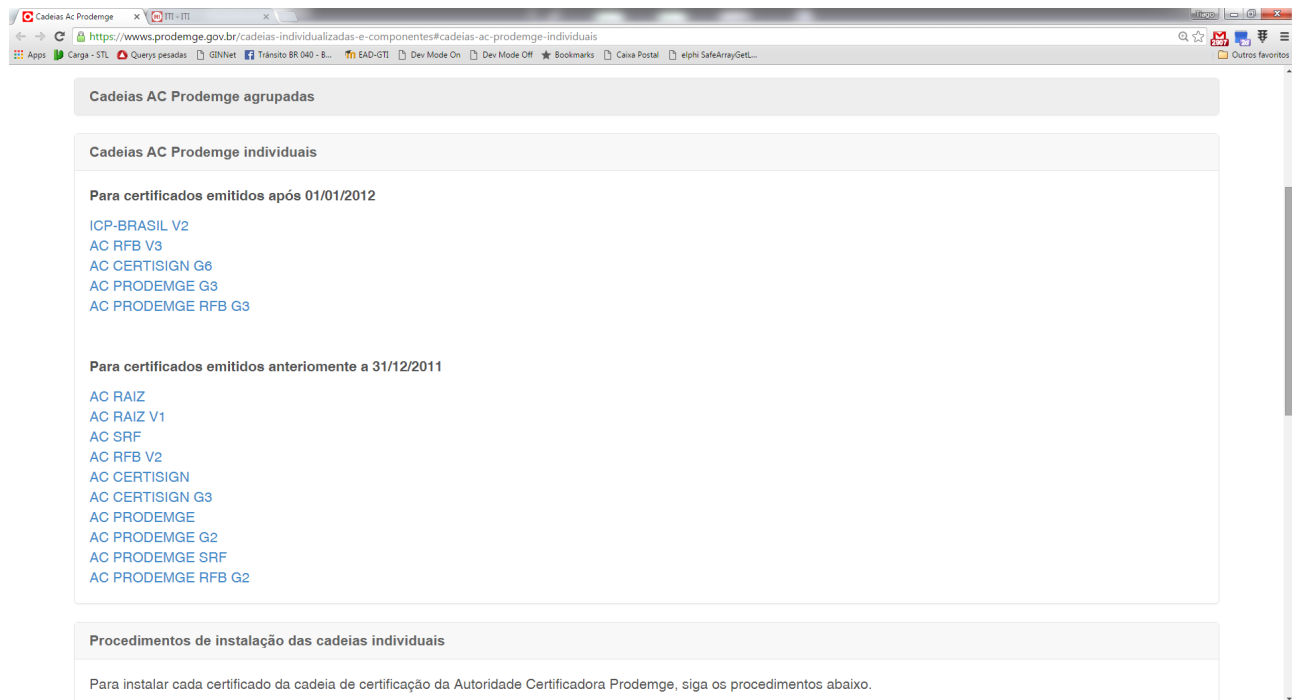 Cadeias Ac Prodemge
ITI - ITI
Tiago
https://wwws.prodemge.gov.br/cadeias-individualizadas-e-componentes#cadeias-ac-prodemge-individuais
2007
Apps Carga - STL Querys pesadas GINNet Trânsito BR 040 - B... EAD-GTI Dev Mode On Dev Mode Off Bookmarks Caixa Postal elphi SafeArrayGetL... Outros favoritos
Cadeias AC Prodemge agrupadas
Cadeias AC Prodemge individuais
Para certificados emitidos após 01/01/2012
ICP-BRASIL V2
AC RFB V3
AC CERTISIGN G6
AC PRODEMGE G3
AC PRODEMGE RFB G3
Para certificados emitidos anteriomente a 31/12/2011
AC RAIZ
AC RAIZ V1
AC SRF
AC RFB V2
AC CERTISIGN
AC CERTISIGN G3
AC PRODEMGE
AC PRODEMGE G2
AC PRODEMGE SRF
AC PRODEMGE RFB G2
Procedimentos de instalação das cadeias individuais
Para instalar cada certificado da cadeia de certificação da Autoridade Certificadora Prodemge, siga os procedimentos abaixo.